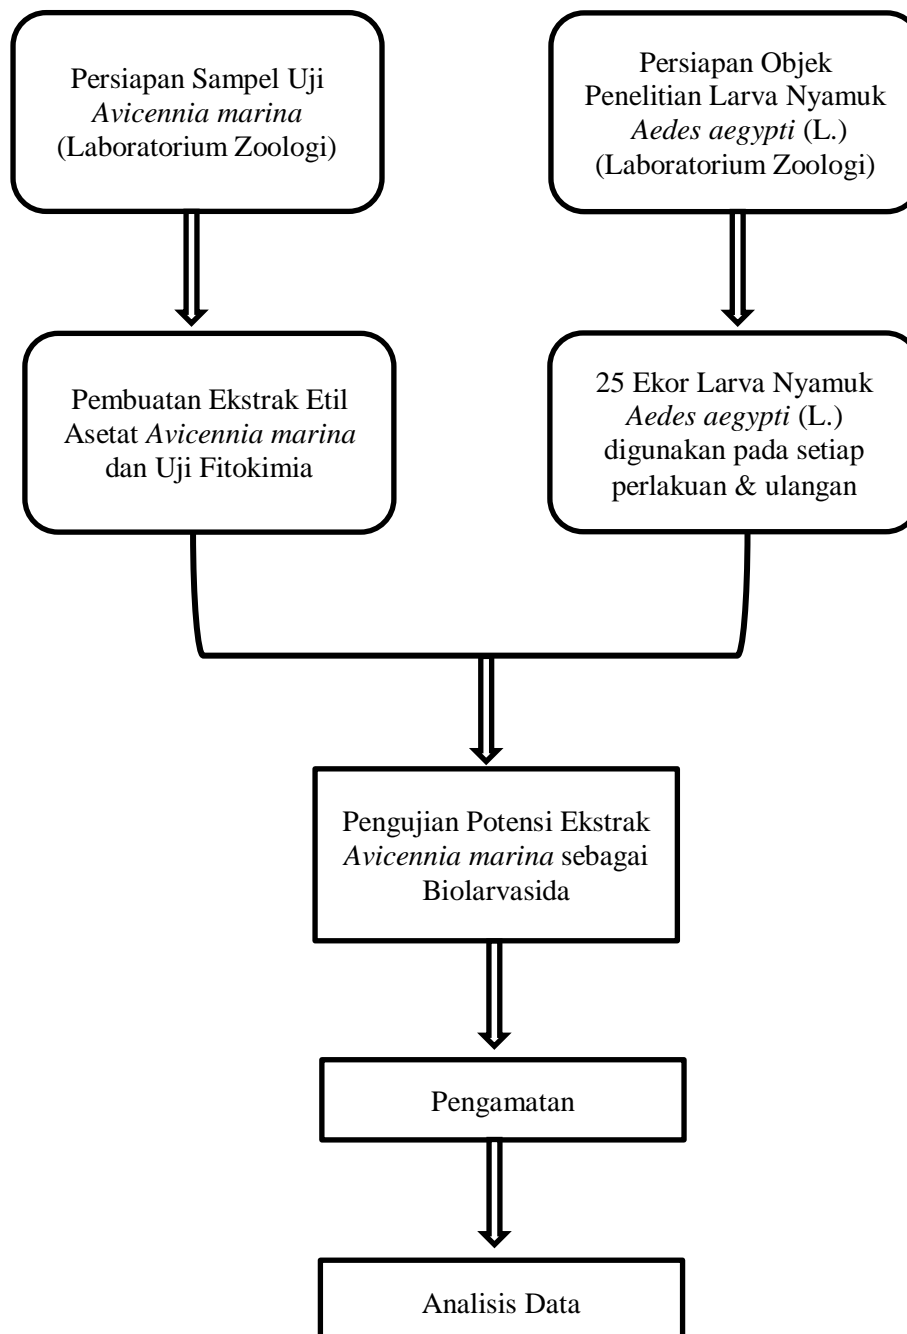 Persiapan Sampel Uji
Avicennia marina
(Laboratorium Zoologi)
Persiapan Objek
Penelitian Larva Nyamuk
Aedes aegypti (L.)
(Laboratorium Zoologi)
Pembuatan Ekstrak Etil
Asetat Avicennia marina
dan Uji Fitokimia
25 Ekor Larva Nyamuk
Aedes aegypti (L.)
digunakan pada setiap
perlakuan & ulangan
Pengujian Potensi Ekstrak
Avicennia marina sebagai
Biolarvasida
Pengamatan
Analisis Data